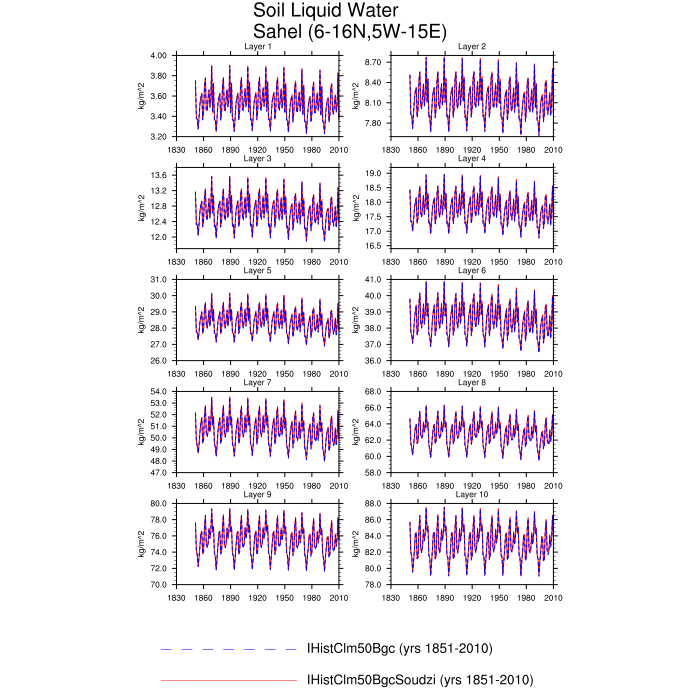 Soil Liquid Water
Sahel (6-16N,5W-15E)
Layer 1
Layer 2
4.00
3.80
3.60
3.40
3.20
kg/m^2
1830 1860 1890 1920 1950 1980 2010
8.70
8.40
8.10
7.80
kg/m^2
1830 1860 1890 1920 1950 1980 2010
Layer 3
Layer 4
13.6
13.2
12.8
12.4
12.0
kg/m^2
1830 1860 1890 1920 1950 1980 2010
19.0
18.5
18.0
17.5
17.0
16.5
kg/m^2
1830 1860 1890 1920 1950 1980 2010
Layer 5
Layer 6
31.0
30.0
29.0
28.0
27.0
26.0
kg/m^2
1830 1860 1890 1920 1950 1980 2010
41.0
40.0
39.0
38.0
37.0
36.0
kg/m^2
1830 1860 1890 1920 1950 1980 2010
Layer 7
Layer 8
54.0
53.0
52.0
51.0
50.0
49.0
48.0
47.0
kg/m^2
1830 1860 1890 1920 1950 1980 2010
68.0
66.0
64.0
62.0
60.0
58.0
kg/m^2
1830 1860 1890 1920 1950 1980 2010
Layer 9
Layer 10
80.0
78.0
76.0
74.0
72.0
70.0
kg/m^2
1830 1860 1890 1920 1950 1980 2010
88.0
86.0
84.0
82.0
80.0
78.0
kg/m^2
1830 1860 1890 1920 1950 1980 2010
IHistClm50Bgc (yrs 1851-2010)
IHistClm50BgcSoudzi (yrs 1851-2010)